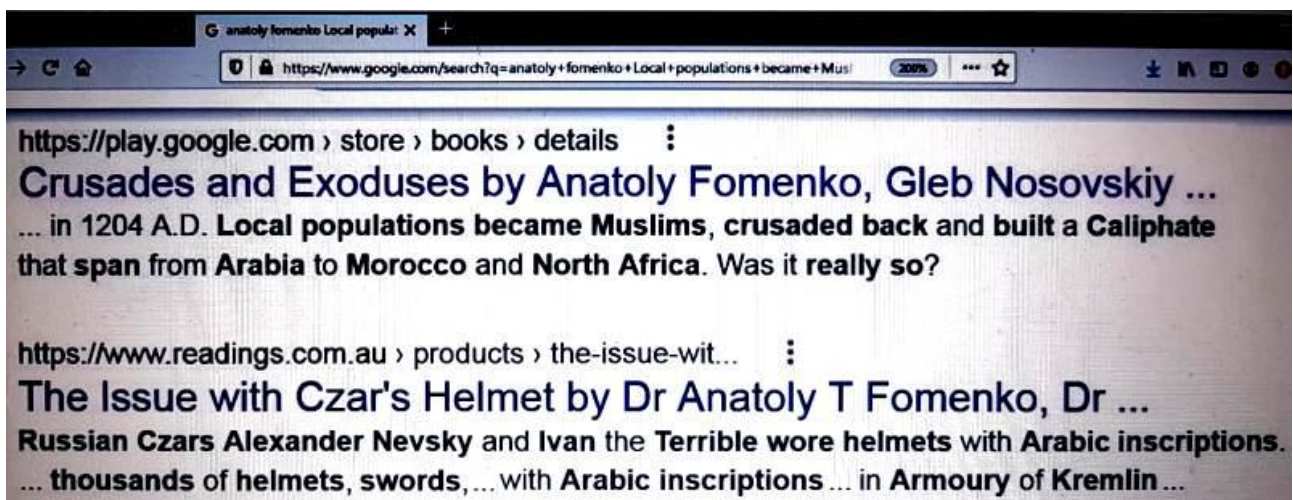 G anatoly fomenko Local populat X +
https://www.google.com/search?q=anatoly+fomenko+Local+populations+became+Musl 200% ...
https://play.google.com › store › books › details
Crusades and Exoduses by Anatoly Fomenko, Gleb Nosovskiy ...
... in 1204 A.D. Local populations became Muslims, crusaded back and built a Caliphate
that span from Arabia to Morocco and North Africa. Was it really so?
https://www.readings.com.au › products › the-issue-wit...
The Issue with Czar's Helmet by Dr Anatoly T Fomenko, Dr ...
Russian Czars Alexander Nevsky and Ivan the Terrible wore helmets with Arabic inscriptions.
... thousands of helmets, swords, ... with Arabic inscriptions ... in Armoury of Kremlin ...